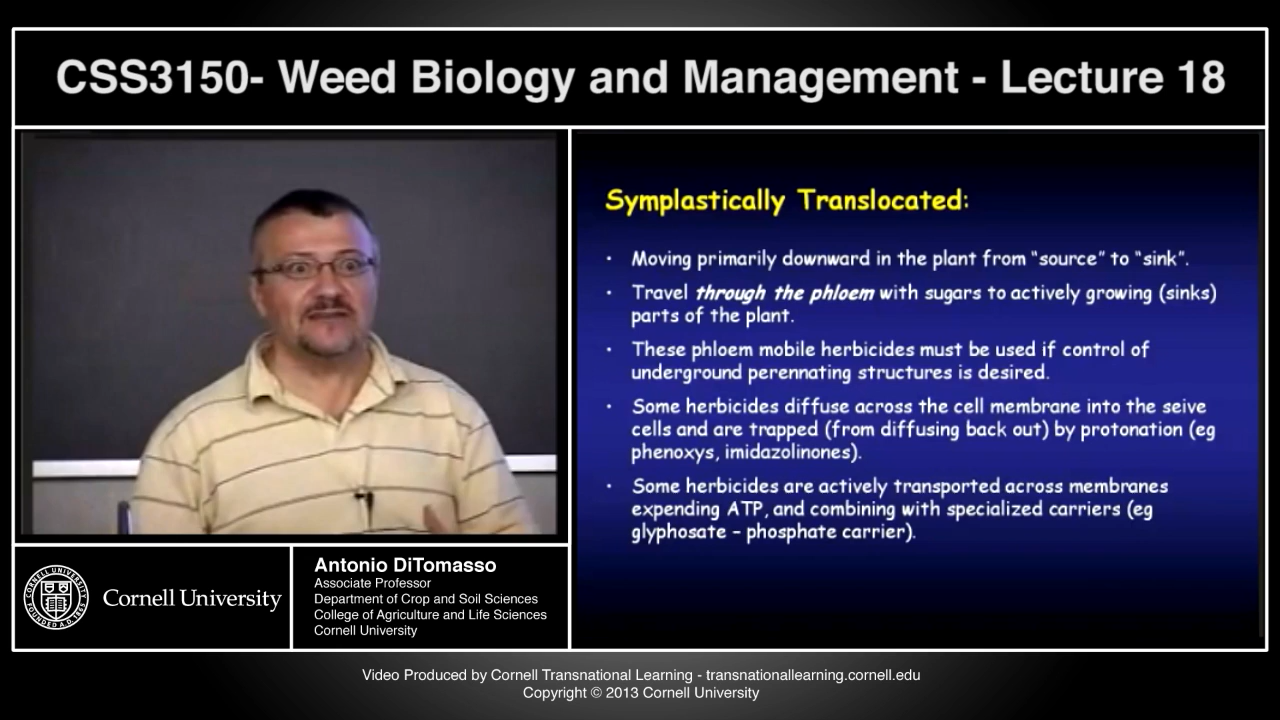 CSS3150- Weed Biology and Management - Lecture 18
Symplastically Translocated:
• Moving primarily downward in the plant from “source” to “sink”.
• Travel through the phloem with sugars to actively growing (sinks)
parts of the plant.
• These phloem mobile herbicides must be used if control of
underground perennating structures is desired.
• Some herbicides diffuse across the cell membrane into the seive
cells and are trapped (from diffusing back out) by protonation (eg
phenoxys, imidazolinones).
• Some herbicides are actively transported across membranes
expending ATP, and combining with specialized carriers (eg
glyphosate – phosphate carrier).
Cornell University
Antonio DiTomasso
Associate Professor
Department of Crop and Soil Sciences
College of Agriculture and Life Sciences
Cornell University
Video Produced by Cornell Transnational Learning - transnationallearning.cornell.edu
Copyright © 2013 Cornell University